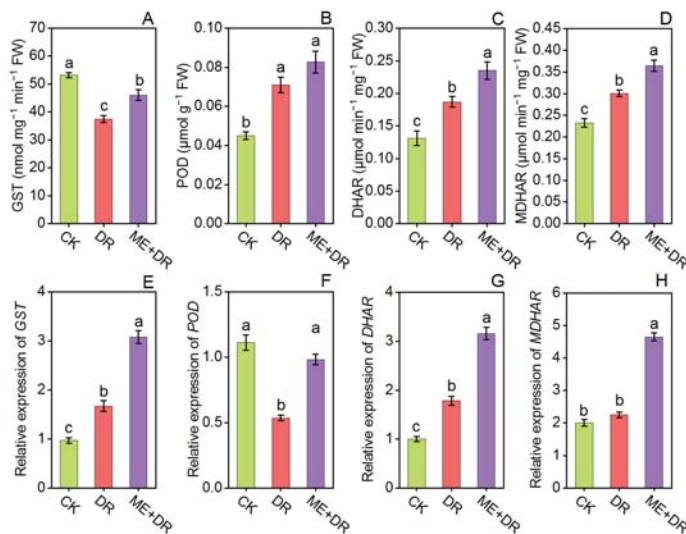 A
GST (nmol mg⁻¹ min⁻¹ FW)
70
60
50
40
30
20
10
0
a
c
b
CK
DR
ME+DR
B
POD (μmol g⁻¹ FW)
0.10
0.08
0.06
0.04
0.02
0.00
b
a
a
CK
DR
ME+DR
C
DHAR (μmol min⁻¹ mg⁻¹ FW)
0.30
0.25
0.20
0.15
0.10
0.05
0.00
c
b
a
CK
DR
ME+DR
D
MDHAR (μmol min⁻¹ mg⁻¹ FW)
0.45
0.40
0.35
0.30
0.25
0.20
0.15
0.10
0.05
0.00
c
b
a
CK
DR
ME+DR
E
Relative expression of GST
4
3
2
1
0
c
b
a
CK
DR
ME+DR
F
Relative expression of POD
1.5
1.0
0.5
0.0
a
b
a
CK
DR
ME+DR
G
Relative expression of DHAR
4
3
2
1
0
c
b
a
CK
DR
ME+DR
H
Relative expression of MDHAR
6
5
4
3
2
1
0
b
b
a
CK
DR
ME+DR